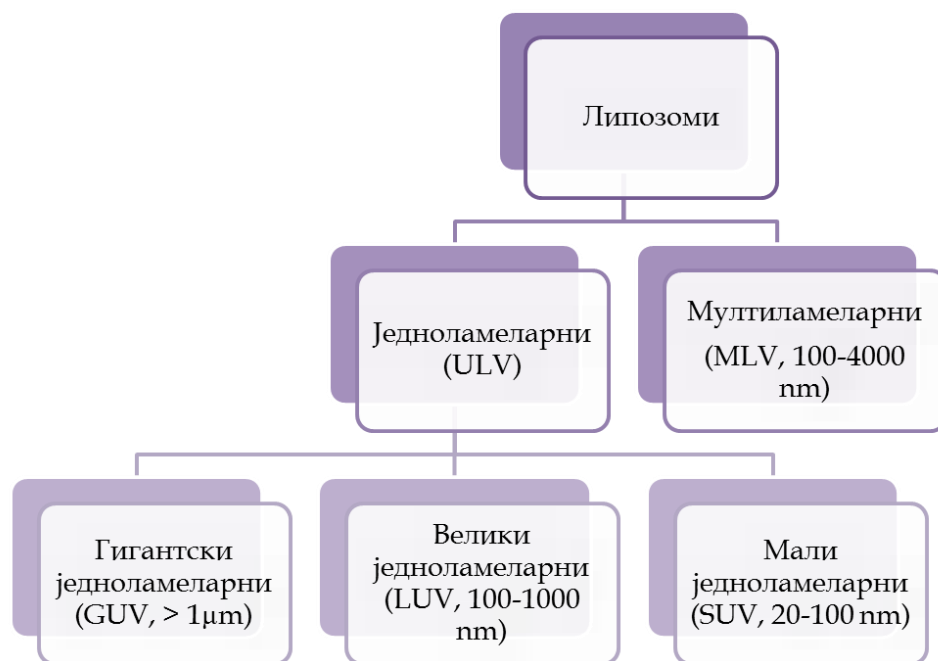 Липозоми
Једноламеларни
(ULV)
Мултиламеларни
(MLV, 100-4000
nm)
Гигантски
једноламеларни
(GUV, > 1µm)
Велики
једноламеларни
(LUV, 100-1000
nm)
Мали
једноламеларни
(SUV, 20-100 nm)